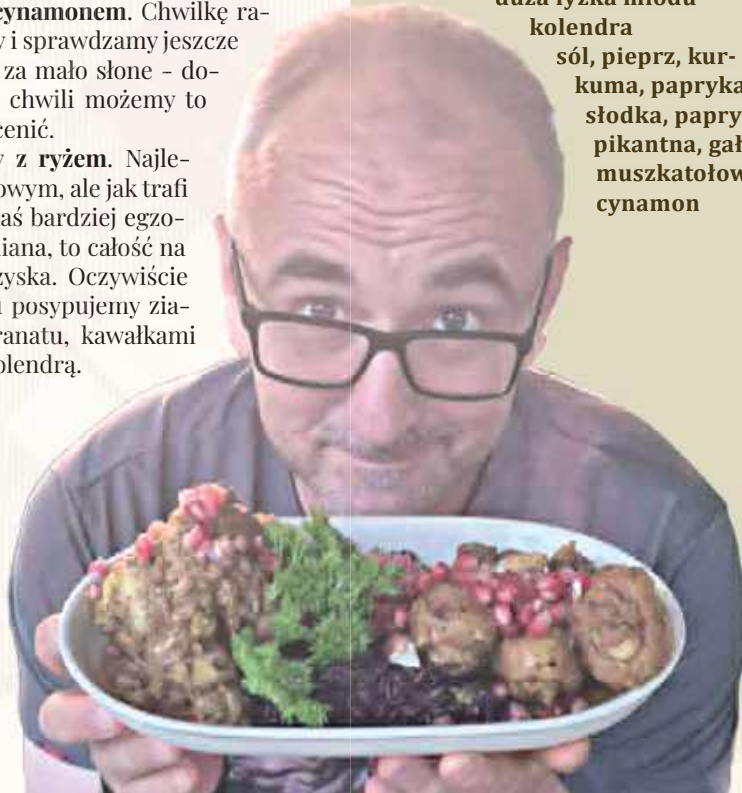 cynamonem. Chwilkę ra-
y i sprawdzamy jeszcze
za mało słone - do-
chwili możemy to
cenić.
z ryżem. Najle-
owym, ale jak trafi
aś bardziej egzo-
iana, to całość na
zyska. Oczywiście
posypujemy zia-
ranatu, kawałkami
olendrą.
duża łyżka miodu
kolendra
sól, pieprz, kur-
kuma, papryka
słodka, papry
pikantna, gał
muszkatołow
cynamon